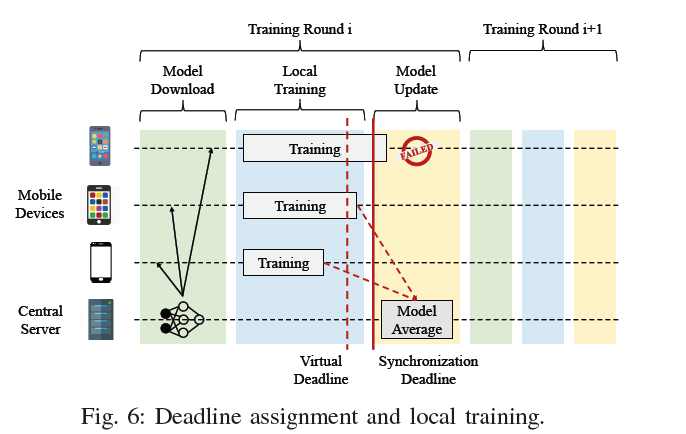 Training Round i
Training Round i+1
Model
Download
Local
Training
Model
Update
Training
FAILED
Mobile
Devices
Training
Training
Central
Server
Model
Average
Virtual
Deadline
Synchronization
Deadline
Fig. 6: Deadline assignment and local training.